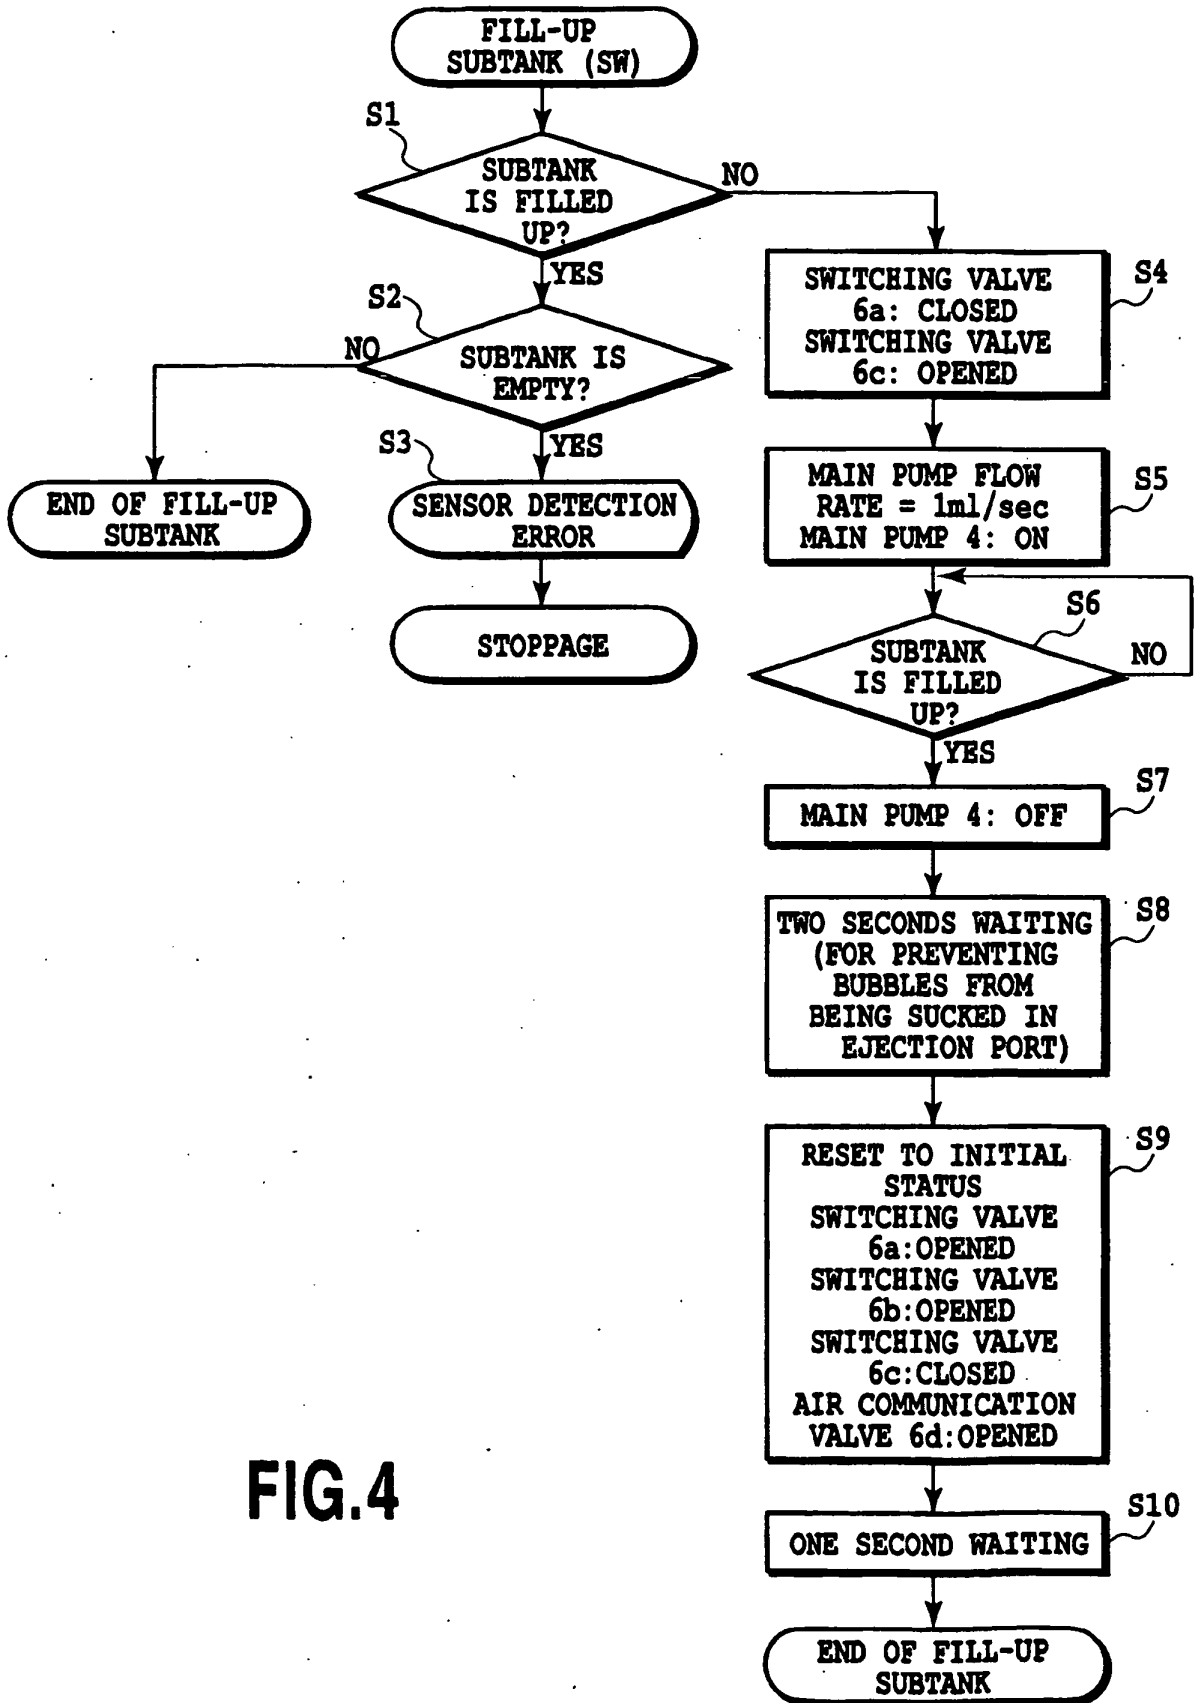 FILL-UP
SUBTANK (SW)
S1
SUBTANK
IS FILLED
UP?
NO
YES
S2
NO
SUBTANK IS
EMPTY?
YES
END OF FILL-UP
SUBTANK
S3
SENSOR DETECTION
ERROR
STOPPAGE
S4
SWITCHING VALVE
6a: CLOSED
SWITCHING VALVE
6c: OPENED
S5
MAIN PUMP FLOW
RATE = 1ml/sec
MAIN PUMP 4: ON
S6
SUBTANK
IS FILLED
UP?
NO
YES
S7
MAIN PUMP 4: OFF
S8
TWO SECONDS WAITING
(FOR PREVENTING
BUBBLES FROM
BEING SUCKED IN
EJECTION PORT)
S9
RESET TO INITIAL
STATUS
SWITCHING VALVE
6a:OPENED
SWITCHING VALVE
6b:OPENED
SWITCHING VALVE
6c:CLOSED
AIR COMMUNICATION
VALVE 6d:OPENED
S10
ONE SECOND WAITING
END OF FILL-UP
SUBTANK
FIG.4